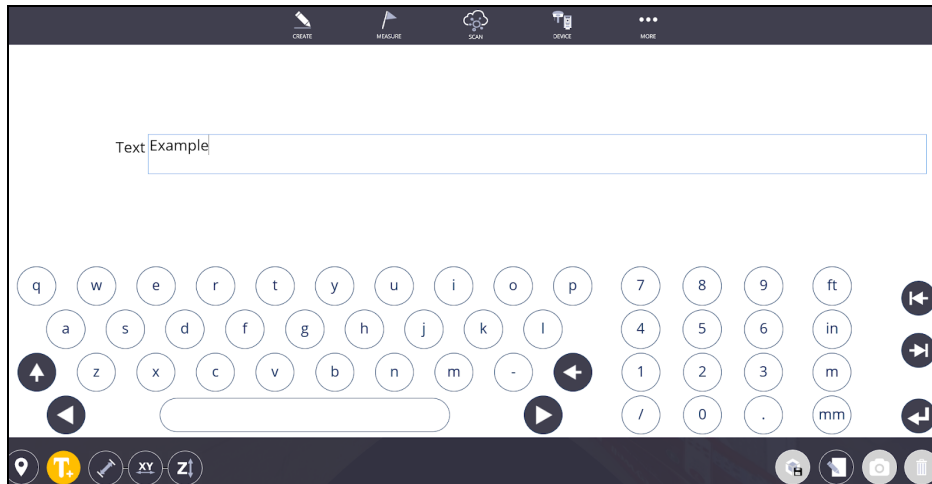 CREATE MEASURE SCAN DEVICE MORE
Text Example
q w e r t y u i o p 7 8 9 ft
a s d f g h j k l 4 5 6 in
z x c v b n m - 1 2 3 m
/ 0 . mm
T+ XY Z